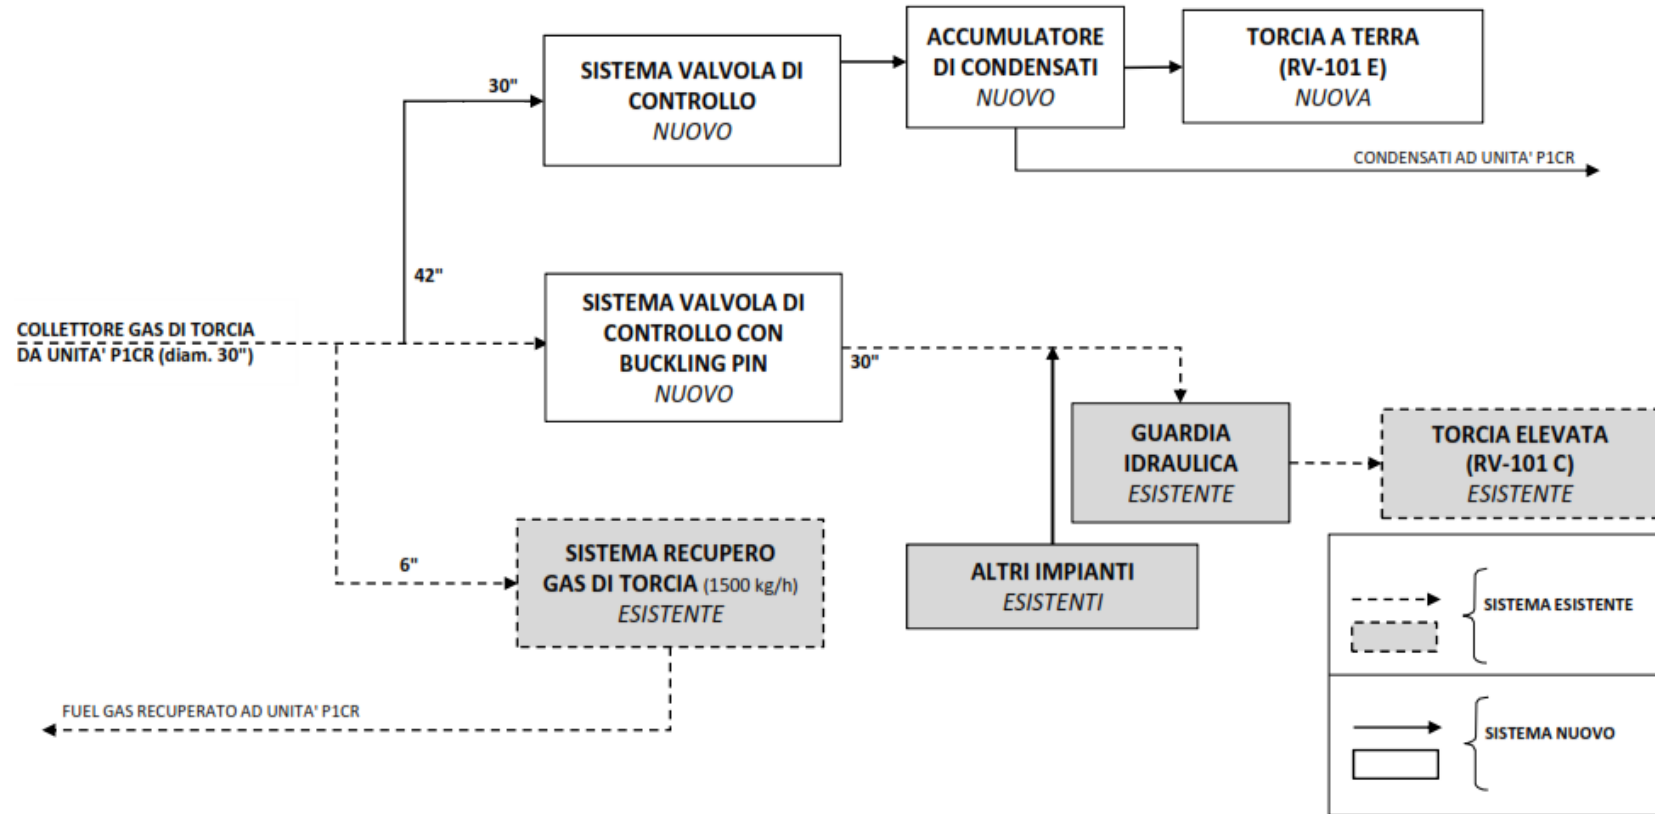 30"
SISTEMA VALVOLA DI
CONTROLLO
NUOVO
ACCUMULATORE
DI CONDENSATI
NUOVO
TORCIA A TERRA
(RV-101 E)
NUOVA
CONDENSATI AD UNITA' P1CR
42"
COLLETTORE GAS DI TORCIA
DA UNITA' P1CR (diam. 30")
SISTEMA VALVOLA DI
CONTROLLO CON
BUCKLING PIN
NUOVO
30"
GUARDIA
IDRAULICA
ESISTENTE
TORCIA ELEVATA
(RV-101 C)
ESISTENTE
6"
SISTEMA RECUPERO
GAS DI TORCIA (1500 kg/h)
ESISTENTE
ALTRI IMPIANTI
ESISTENTI
FUEL GAS RECUPERATO AD UNITA' P1CR
SISTEMA ESISTENTE
SISTEMA NUOVO